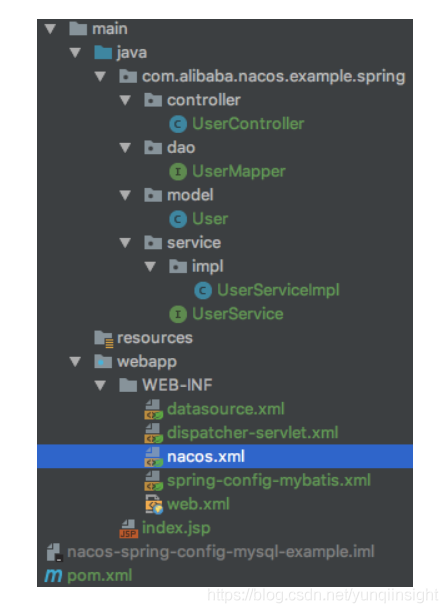 main
java
com.alibaba.nacos.example.spring
controller
UserController
dao
UserMapper
model
User
service
impl
UserServiceImpl
UserService
resources
webapp
WEB-INF
datasource.xml
dispatcher-servlet.xml
nacos.xml
spring-config-mybatis.xml
web.xml
index.jsp
nacos-spring-config-mysql-example.iml
pom.xml
https://blog.csdn.net/yunqiinsight